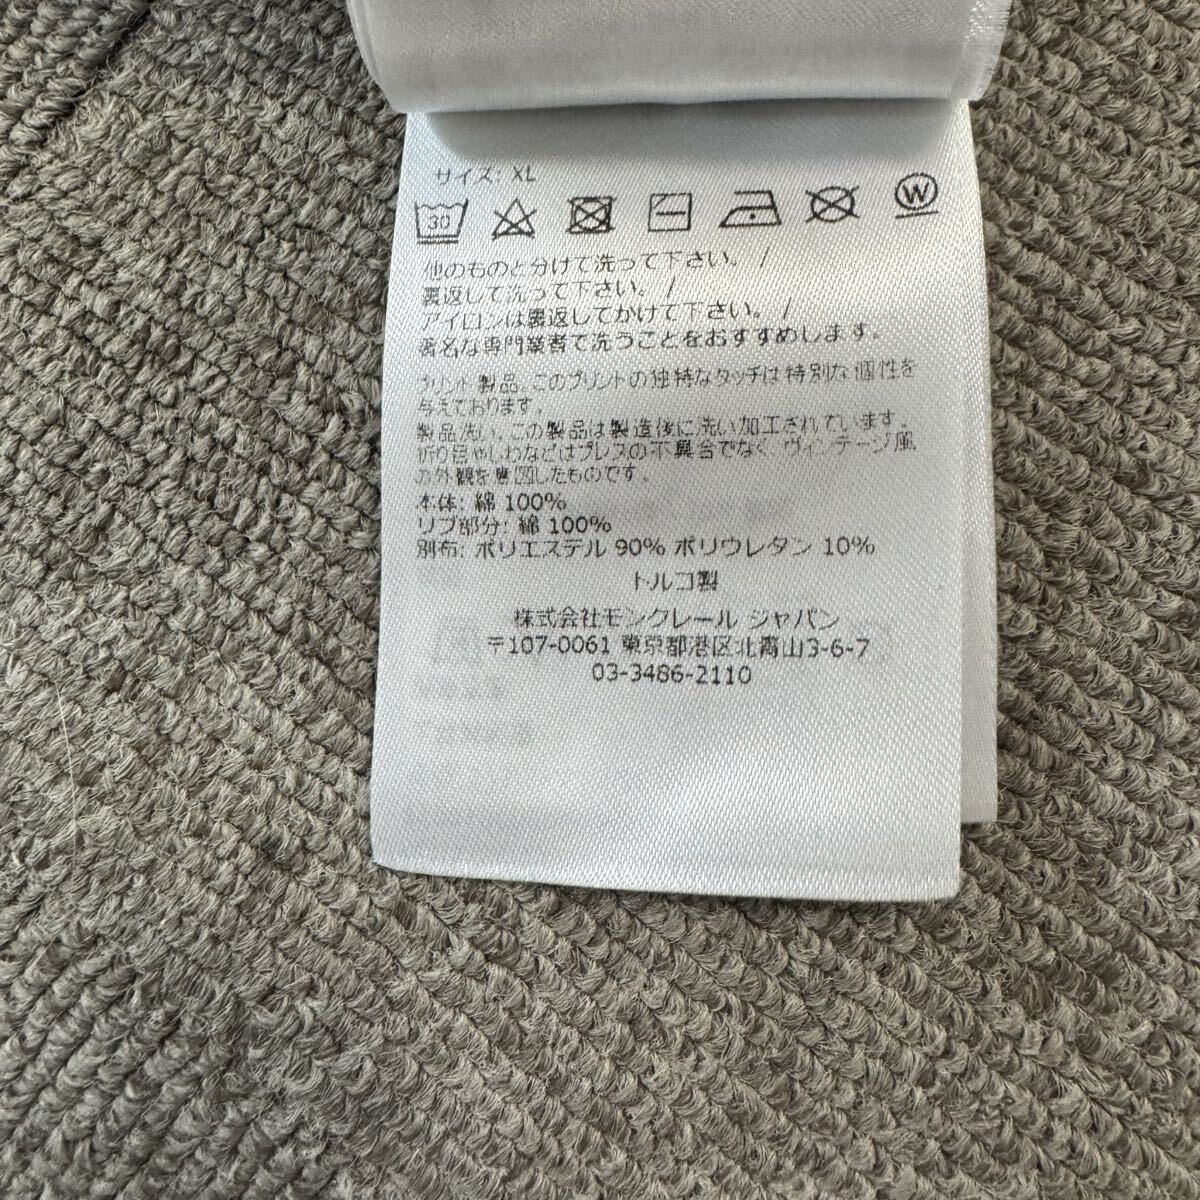 サイズ: XL
30
W
他のものと分けて洗って下さい。 /
裏返して洗って下さい。 /
アイロンは裏返してかけて下さい。 /
著名な専門業者で洗うことをおすすめします。
プリント製品。このプリントの独特なタッチは特別な個性を
与えております。
製品洗い。この製品は製造後に洗い加工されています。
折り目やしわなどはプレスの不具合でなく、ヴィンテージ風
の外観を意図したものです。
本体: 綿 100%
リブ部分: 綿 100%
別布: ポリエステル 90% ポリウレタン 10%
トルコ製
株式会社モンクレール ジャパン
〒107-0061 東京都港区北青山3-6-7
03-3486-2110